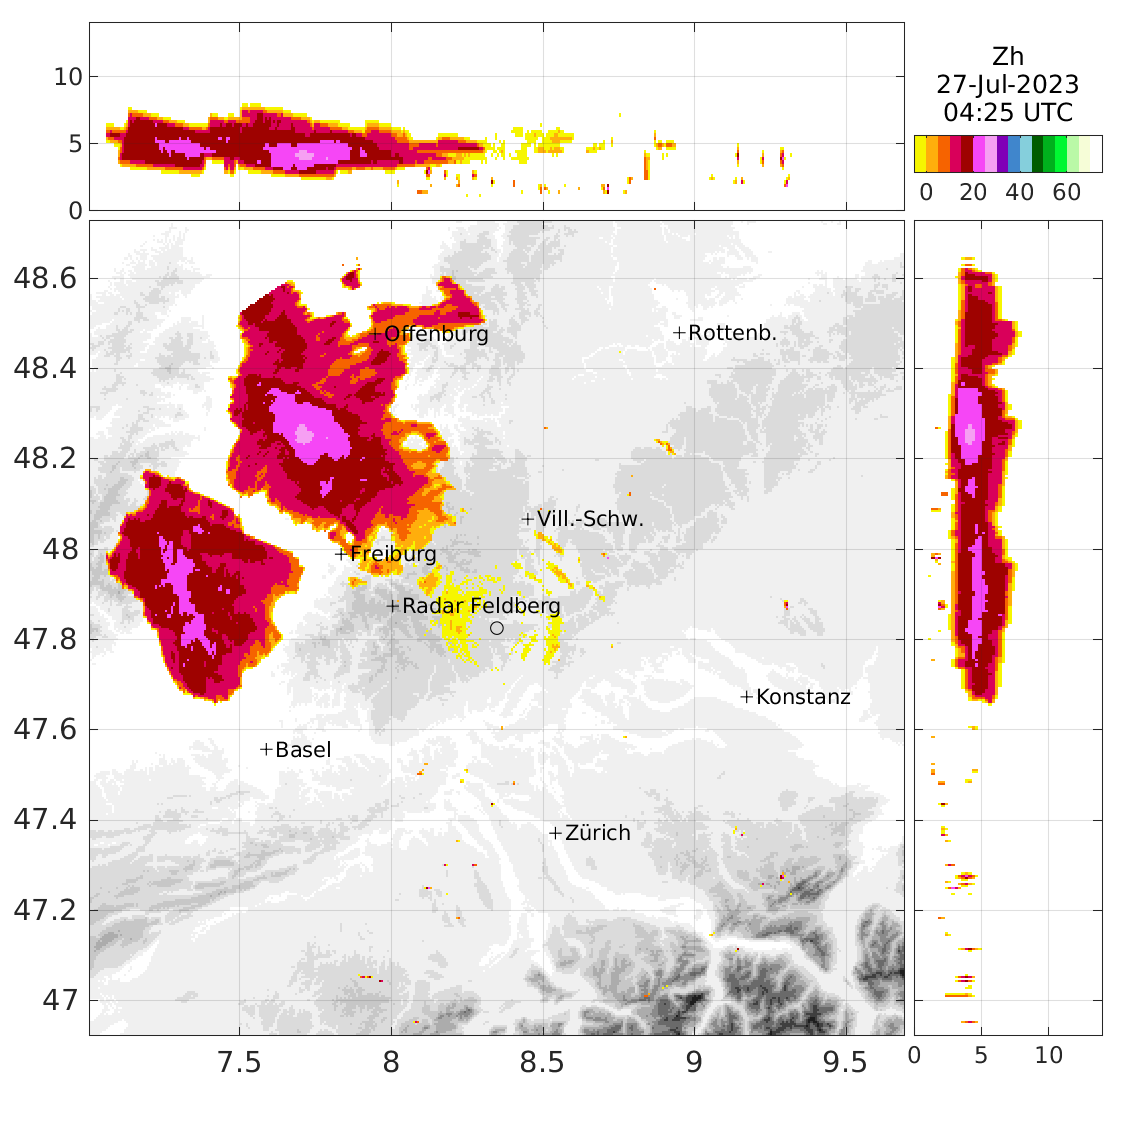 Zh
27-Jul-2023
04:25 UTC
0 20 40 60
10
5
0
48.6
48.4
48.2
48
47.8
47.6
47.4
47.2
47
+Offenburg
+Rottenb.
+Vill.-Schw.
+Freiburg
+Radar Feldberg
+Konstanz
+Basel
+Zürich
7.5 8 8.5 9 9.5
0 5 10